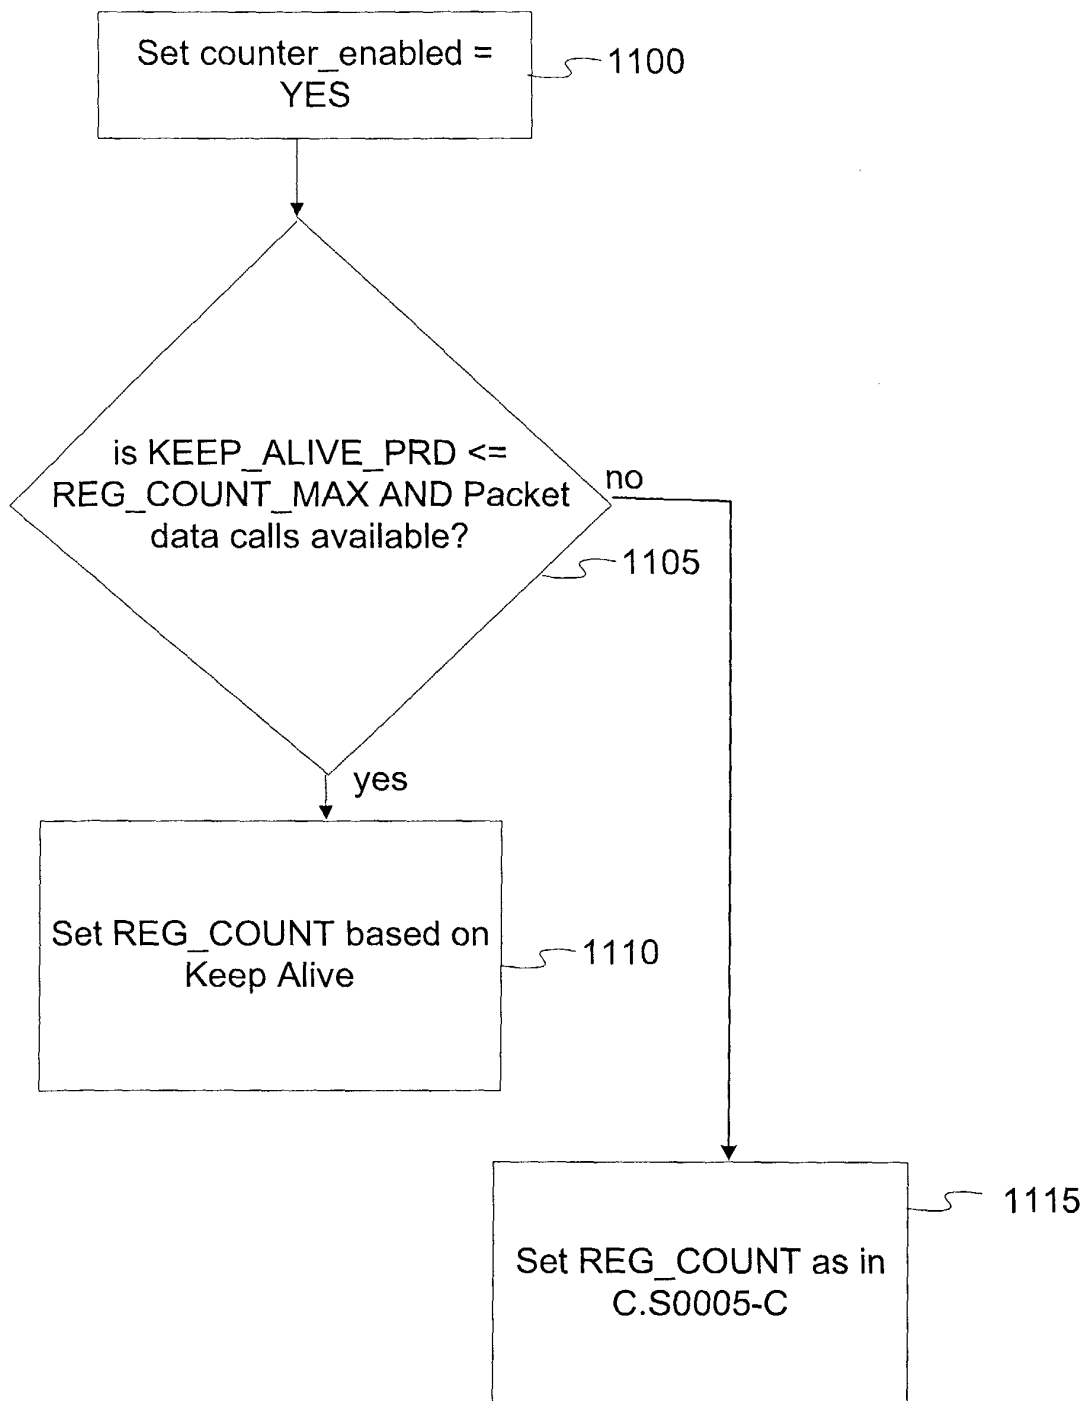 Set counter_enabled =
YES
1100
is KEEP_ALIVE_PRD <=
REG_COUNT_MAX AND Packet
data calls available?
no
1105
yes
Set REG_COUNT based on
Keep Alive
1110
1115
Set REG_COUNT as in
C.S0005-C